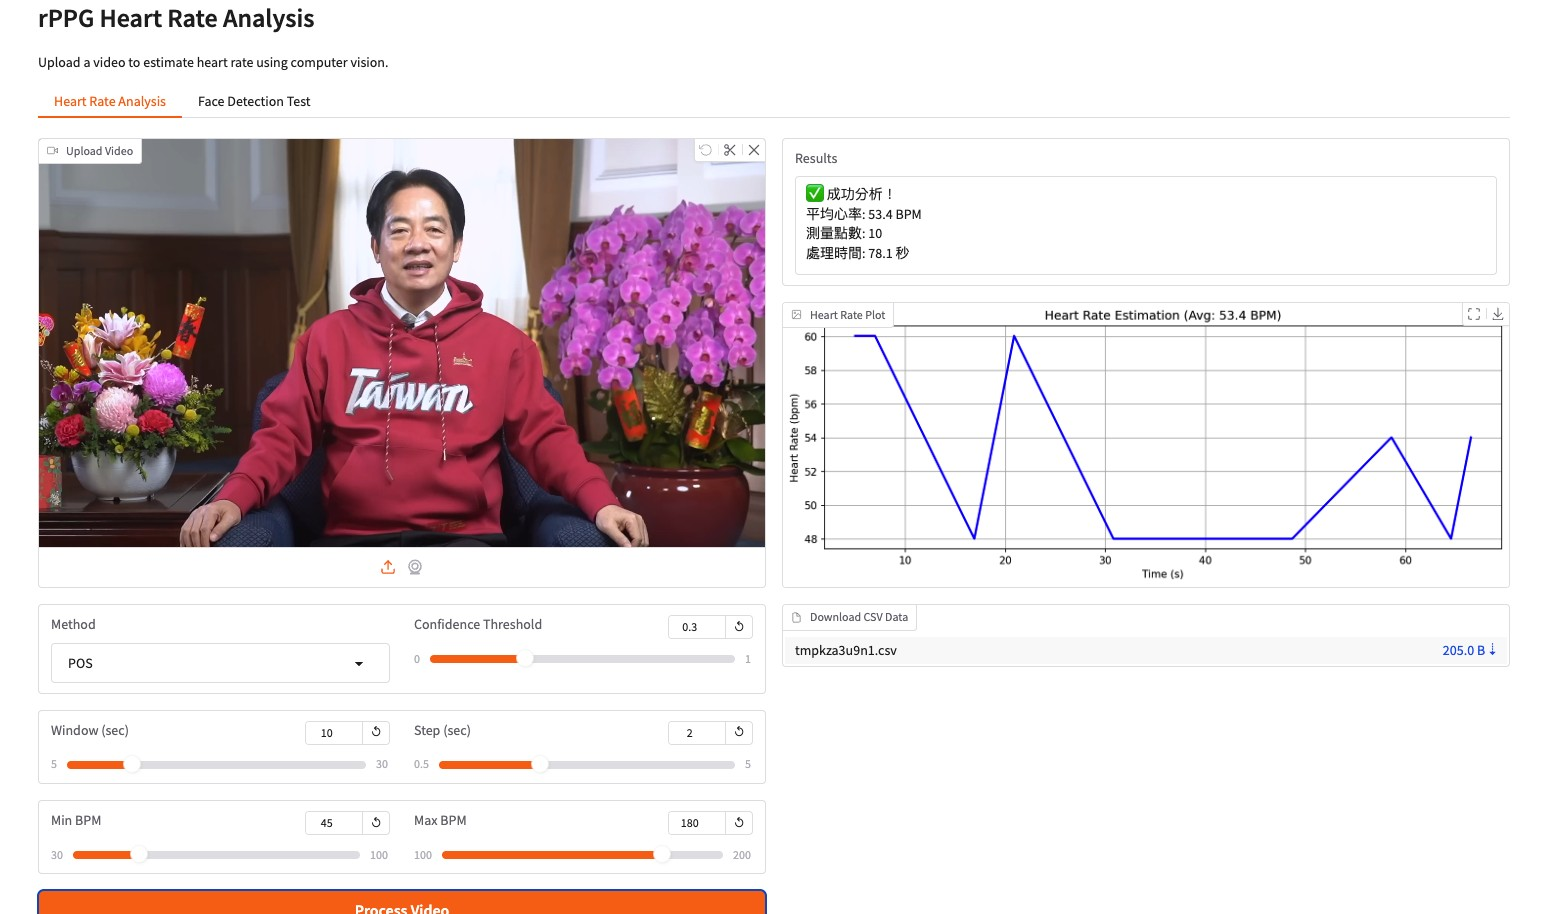 rPPG Heart Rate Analysis
Upload a video to estimate heart rate using computer vision.
Heart Rate Analysis
Face Detection Test
Upload Video
Taiwan
Method
POS
Confidence Threshold
0.3
0
1
Window (sec)
10
5
30
Step (sec)
2
0.5
5
Min BPM
45
30
100
Max BPM
180
100
200
Process Video
Results
✅ 成功分析！
平均心率: 53.4 BPM
測量點數: 10
處理時間: 78.1 秒
Heart Rate Plot
Heart Rate Estimation (Avg: 53.4 BPM)
Heart Rate (bpm)
60
58
56
54
52
50
48
10
20
30
40
50
60
Time (s)
Download CSV Data
tmpkza3u9n1.csv
205.0 B ⇣